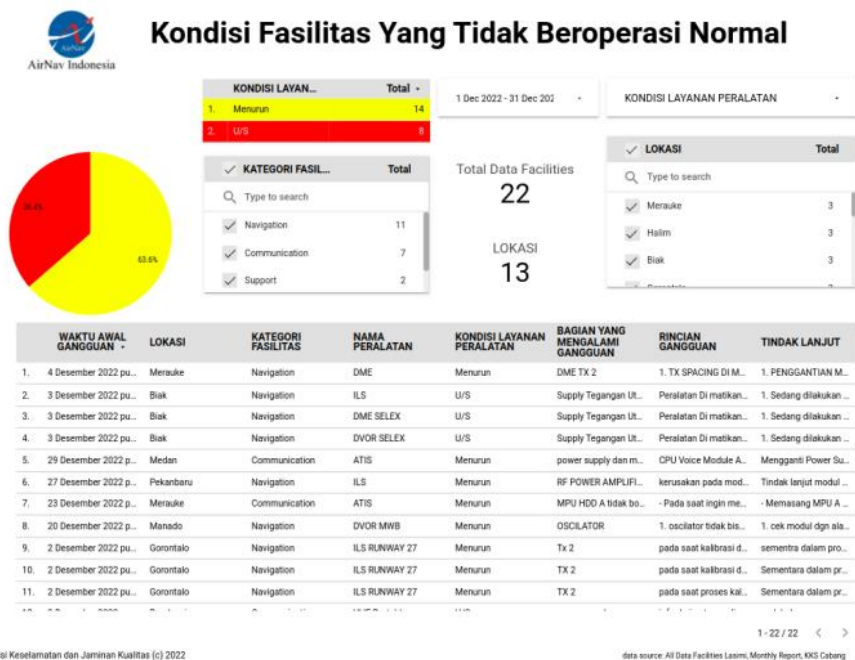 Kondisi Fasilitas Yang Tidak Beroperasi Normal
AirNav
AirNav Indonesia
KONDISI LAYAN... Total
1. Menurun 14
2. U/S 8
1 Dec 2022 - 31 Dec 202
KONDISI LAYANAN PERALATAN
KATEGORI FASIL... Total
Type to search
Navigation 11
Communication 7
Support 2
Total Data Facilities
22
LOKASI
13
LOKASI Total
Type to search
Merauke 3
Halim 3
Biak 3
36.4%
63.6%
WAKTU AWAL GANGGUAN LOKASI KATEGORI FASILITAS NAMA PERALATAN KONDISI LAYANAN PERALATAN BAGIAN YANG MENGALAMI GANGGUAN RINCIAN GANGGUAN TINDAK LANJUT
1. 4 Desember 2022 pu... Merauke Navigation DME Menurun DME TX 2 1. TX SPACING DI M... 1. PENGGANTIAN M...
2. 3 Desember 2022 pu... Biak Navigation ILS U/S Supply Tegangan Ut... Peralatan Di matikan... 1. Sedang dilakukan ...
3. 3 Desember 2022 pu... Biak Navigation DME SELEX U/S Supply Tegangan Ut... Peralatan Di matikan... 1. Sedang dilakukan ...
4. 3 Desember 2022 pu... Biak Navigation DVOR SELEX U/S Supply Tegangan Ut... Peralatan Di matikan... 1. Sedang dilakukan ...
5. 29 Desember 2022 p... Medan Communication ATIS Menurun power supply dan m... CPU Voice Module A... Mengganti Power Su...
6. 27 Desember 2022 p... Pekanbaru Navigation ILS Menurun RF POWER AMPLIFI... kerusakan pada mod... Tindak lanjut modul ...
7. 23 Desember 2022 p... Merauke Communication ATIS Menurun MPU HDD A tidak bo... - Pada saat ingin me... - Memasang MPU A ...
8. 20 Desember 2022 p... Manado Navigation DVOR MWB Menurun OSCILATOR 1. oscilator tidak bis... 1. cek modul dgn ala...
9. 2 Desember 2022 pu... Gorontalo Navigation ILS RUNWAY 27 Menurun Tx 2 pada saat kalibrasi d... sementra dalam pro...
10. 2 Desember 2022 pu... Gorontalo Navigation ILS RUNWAY 27 Menurun TX 2 pada saat kalibrasi d... Sementara dalam pr...
11. 2 Desember 2022 pu... Gorontalo Navigation ILS RUNWAY 27 Menurun TX 2 pada saat proses kal... Sementara dalam pr...
1 - 22 / 22
si Keselamatan dan Jaminan Kualitas (c) 2022
data source: All Data Facilities Lasimi, Monthly Report, KKS Cabang